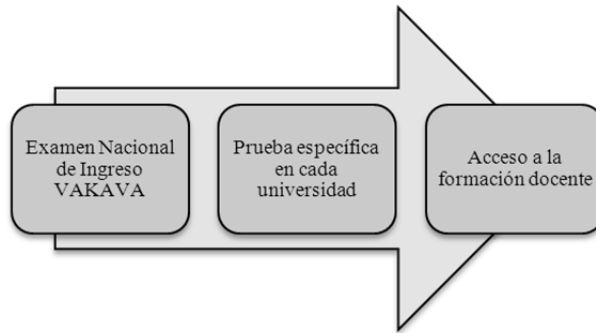 Examen Nacional
de Ingreso
VAKAVA
Prueba específica
en cada
universidad
Acceso a la
formación docente